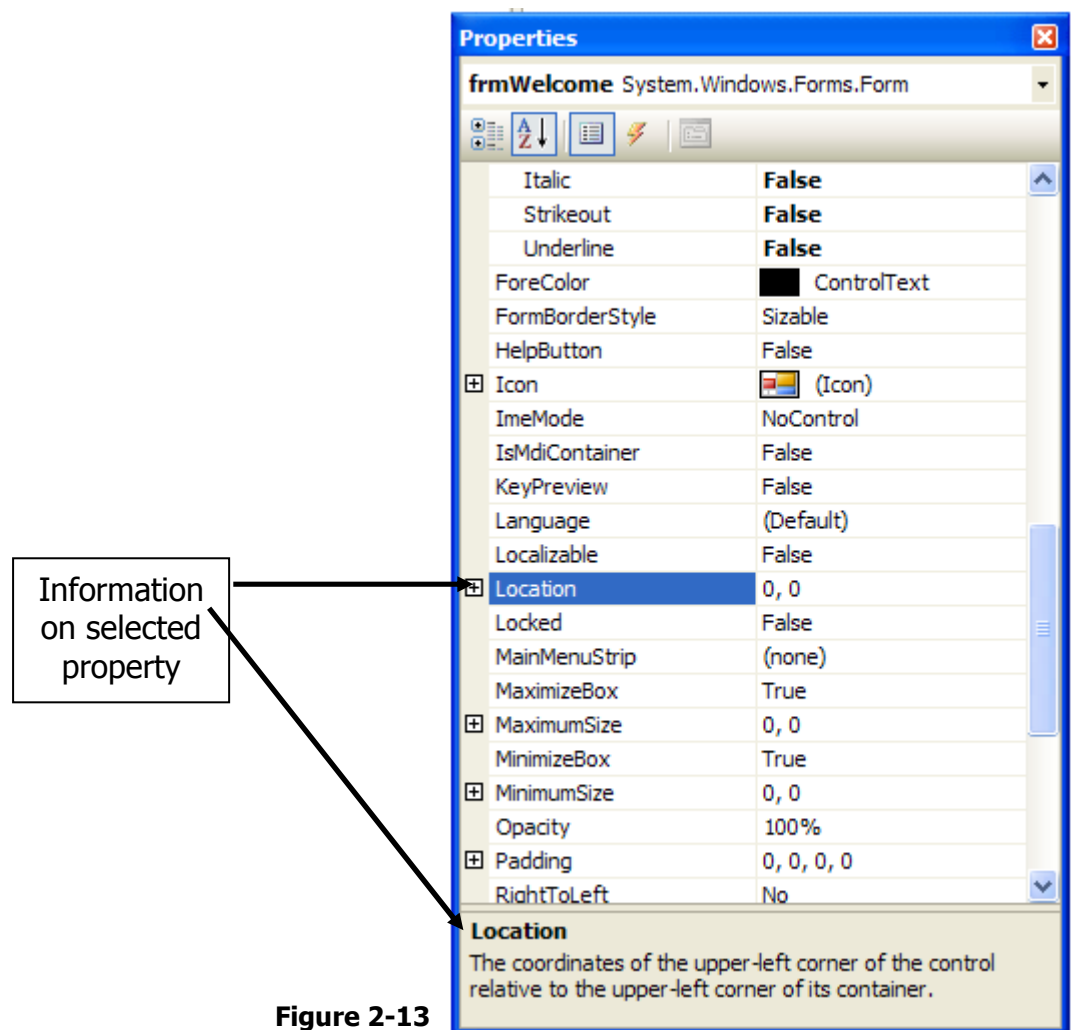 Properties
frmWelcome System.Windows.Forms.Form
A
Z
Italic False
Strikeout False
Underline False
ForeColor ControlText
FormBorderStyle Sizable
HelpButton False
Icon (Icon)
ImeMode NoControl
IsMdiContainer False
KeyPreview False
Language (Default)
Localizable False
Location 0, 0
Locked False
MainMenuStrip (none)
MaximizeBox True
MaximumSize 0, 0
MinimizeBox True
MinimumSize 0, 0
Opacity 100%
Padding 0, 0, 0, 0
RightToLeft No
Location
The coordinates of the upper-left corner of the control
relative to the upper-left corner of its container.
Information
on selected
property
Figure 2-13